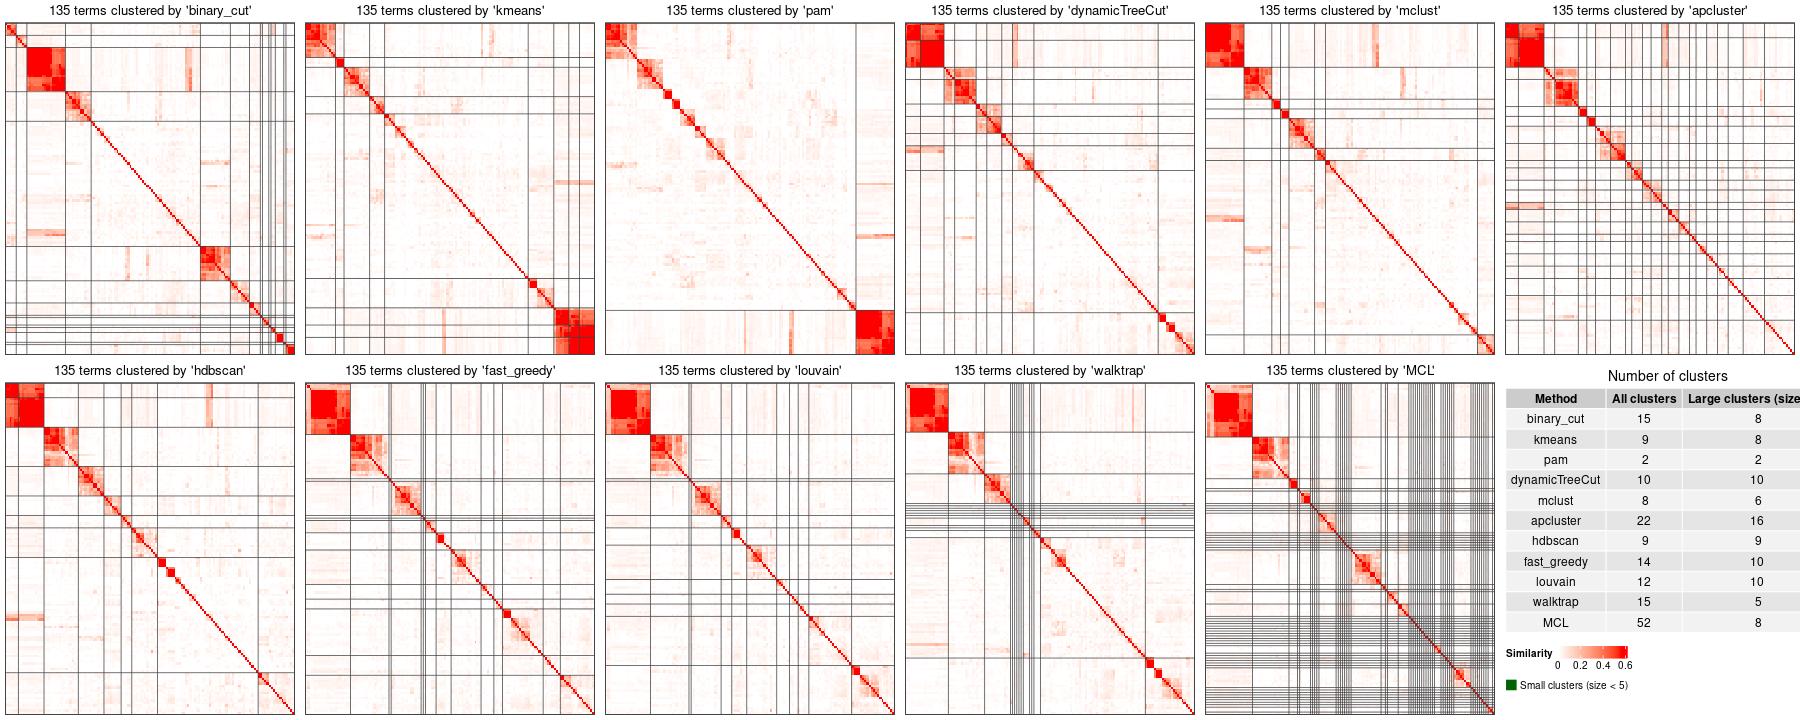 135 terms clustered by 'binary_cut'
135 terms clustered by 'kmeans'
135 terms clustered by 'pam'
135 terms clustered by 'dynamicTreeCut'
135 terms clustered by 'mclust'
135 terms clustered by 'apcluster'
135 terms clustered by 'hdbscan'
135 terms clustered by 'fast_greedy'
135 terms clustered by 'louvain'
135 terms clustered by 'walktrap'
135 terms clustered by 'MCL'
Number of clusters
Method All clusters Large clusters (size
binary_cut 15 8
kmeans 9 8
pam 2 2
dynamicTreeCut 10 10
mclust 8 6
apcluster 22 16
hdbscan 9 9
fast_greedy 14 10
louvain 12 10
walktrap 15 5
MCL 52 8
Similarity
0 0.2 0.4 0.6
Small clusters (size < 5)